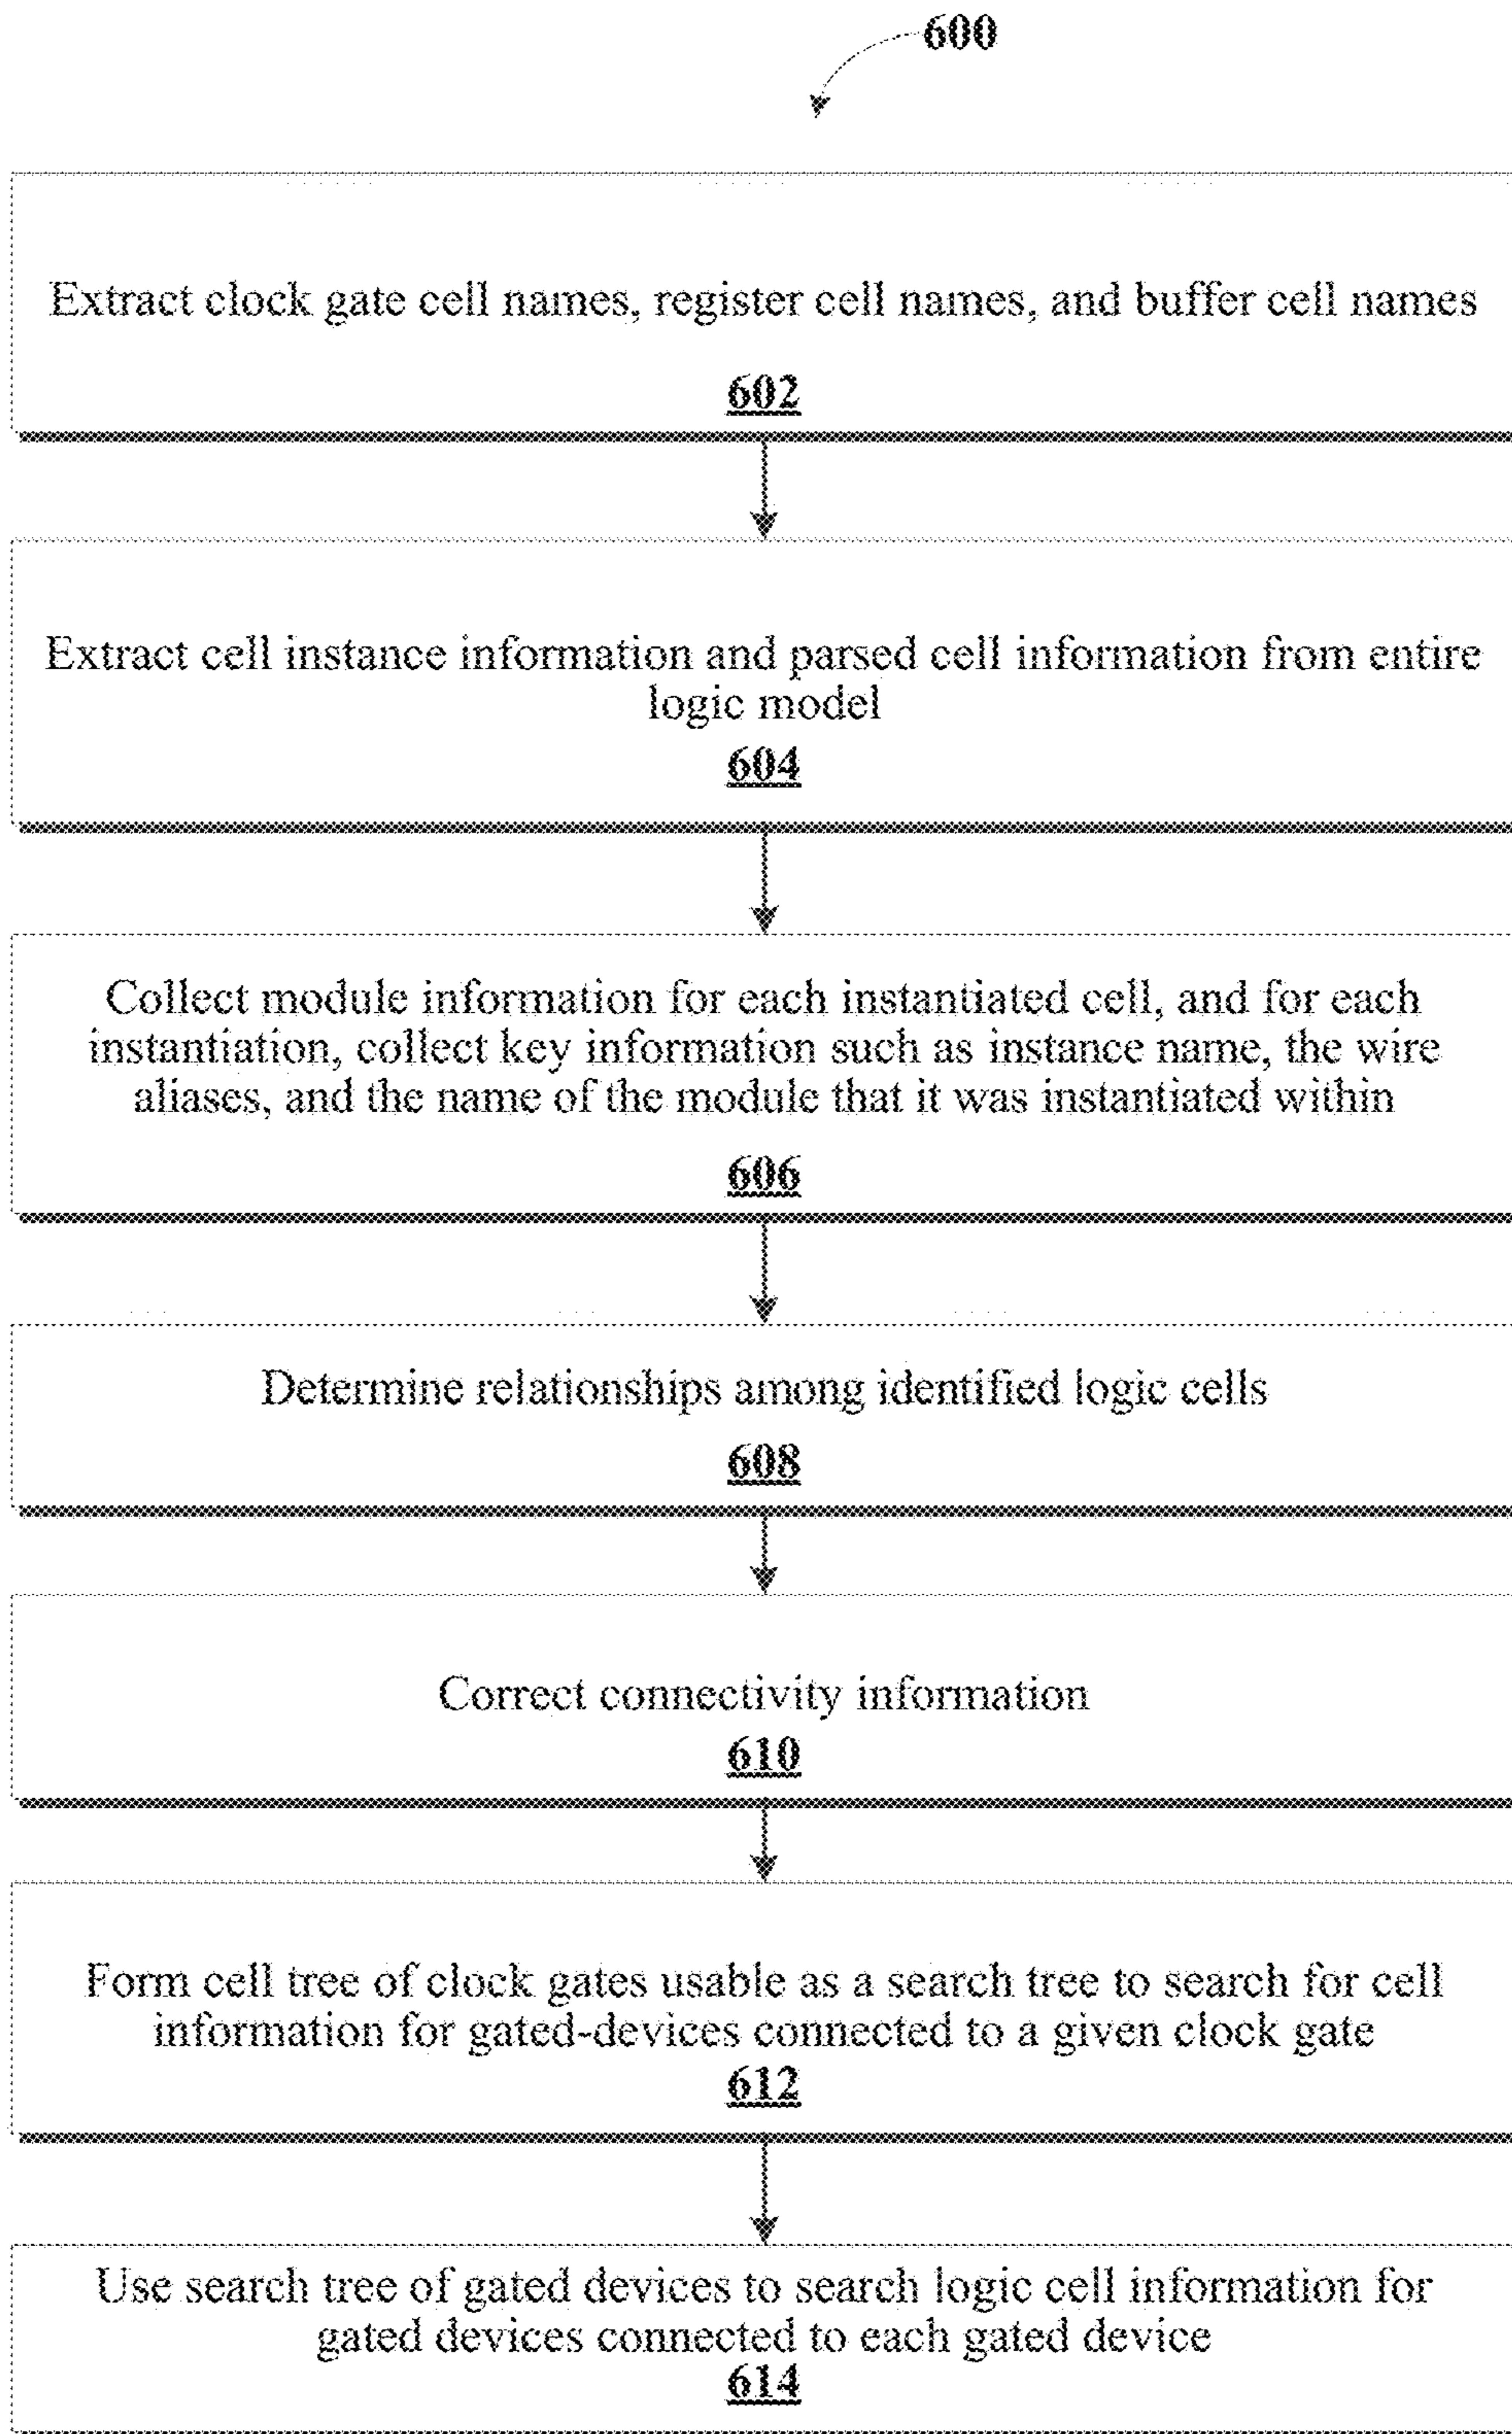 600
Extract clock gate cell names, register cell names, and buffer cell names
602
Extract cell instance information and parsed cell information from entire
logic model
604
Collect module information for each instantiated cell, and for each
instantiation, collect key information such as instance name, the wire
aliases, and the name of the module that it was instantiated within
606
Determine relationships among identified logic cells
608
Correct connectivity information
610
Form cell tree of clock gates usable as a search tree to search for cell
information for gated-devices connected to a given clock gate
612
Use search tree of gated devices to search logic cell information for
gated devices connected to each gated device
614